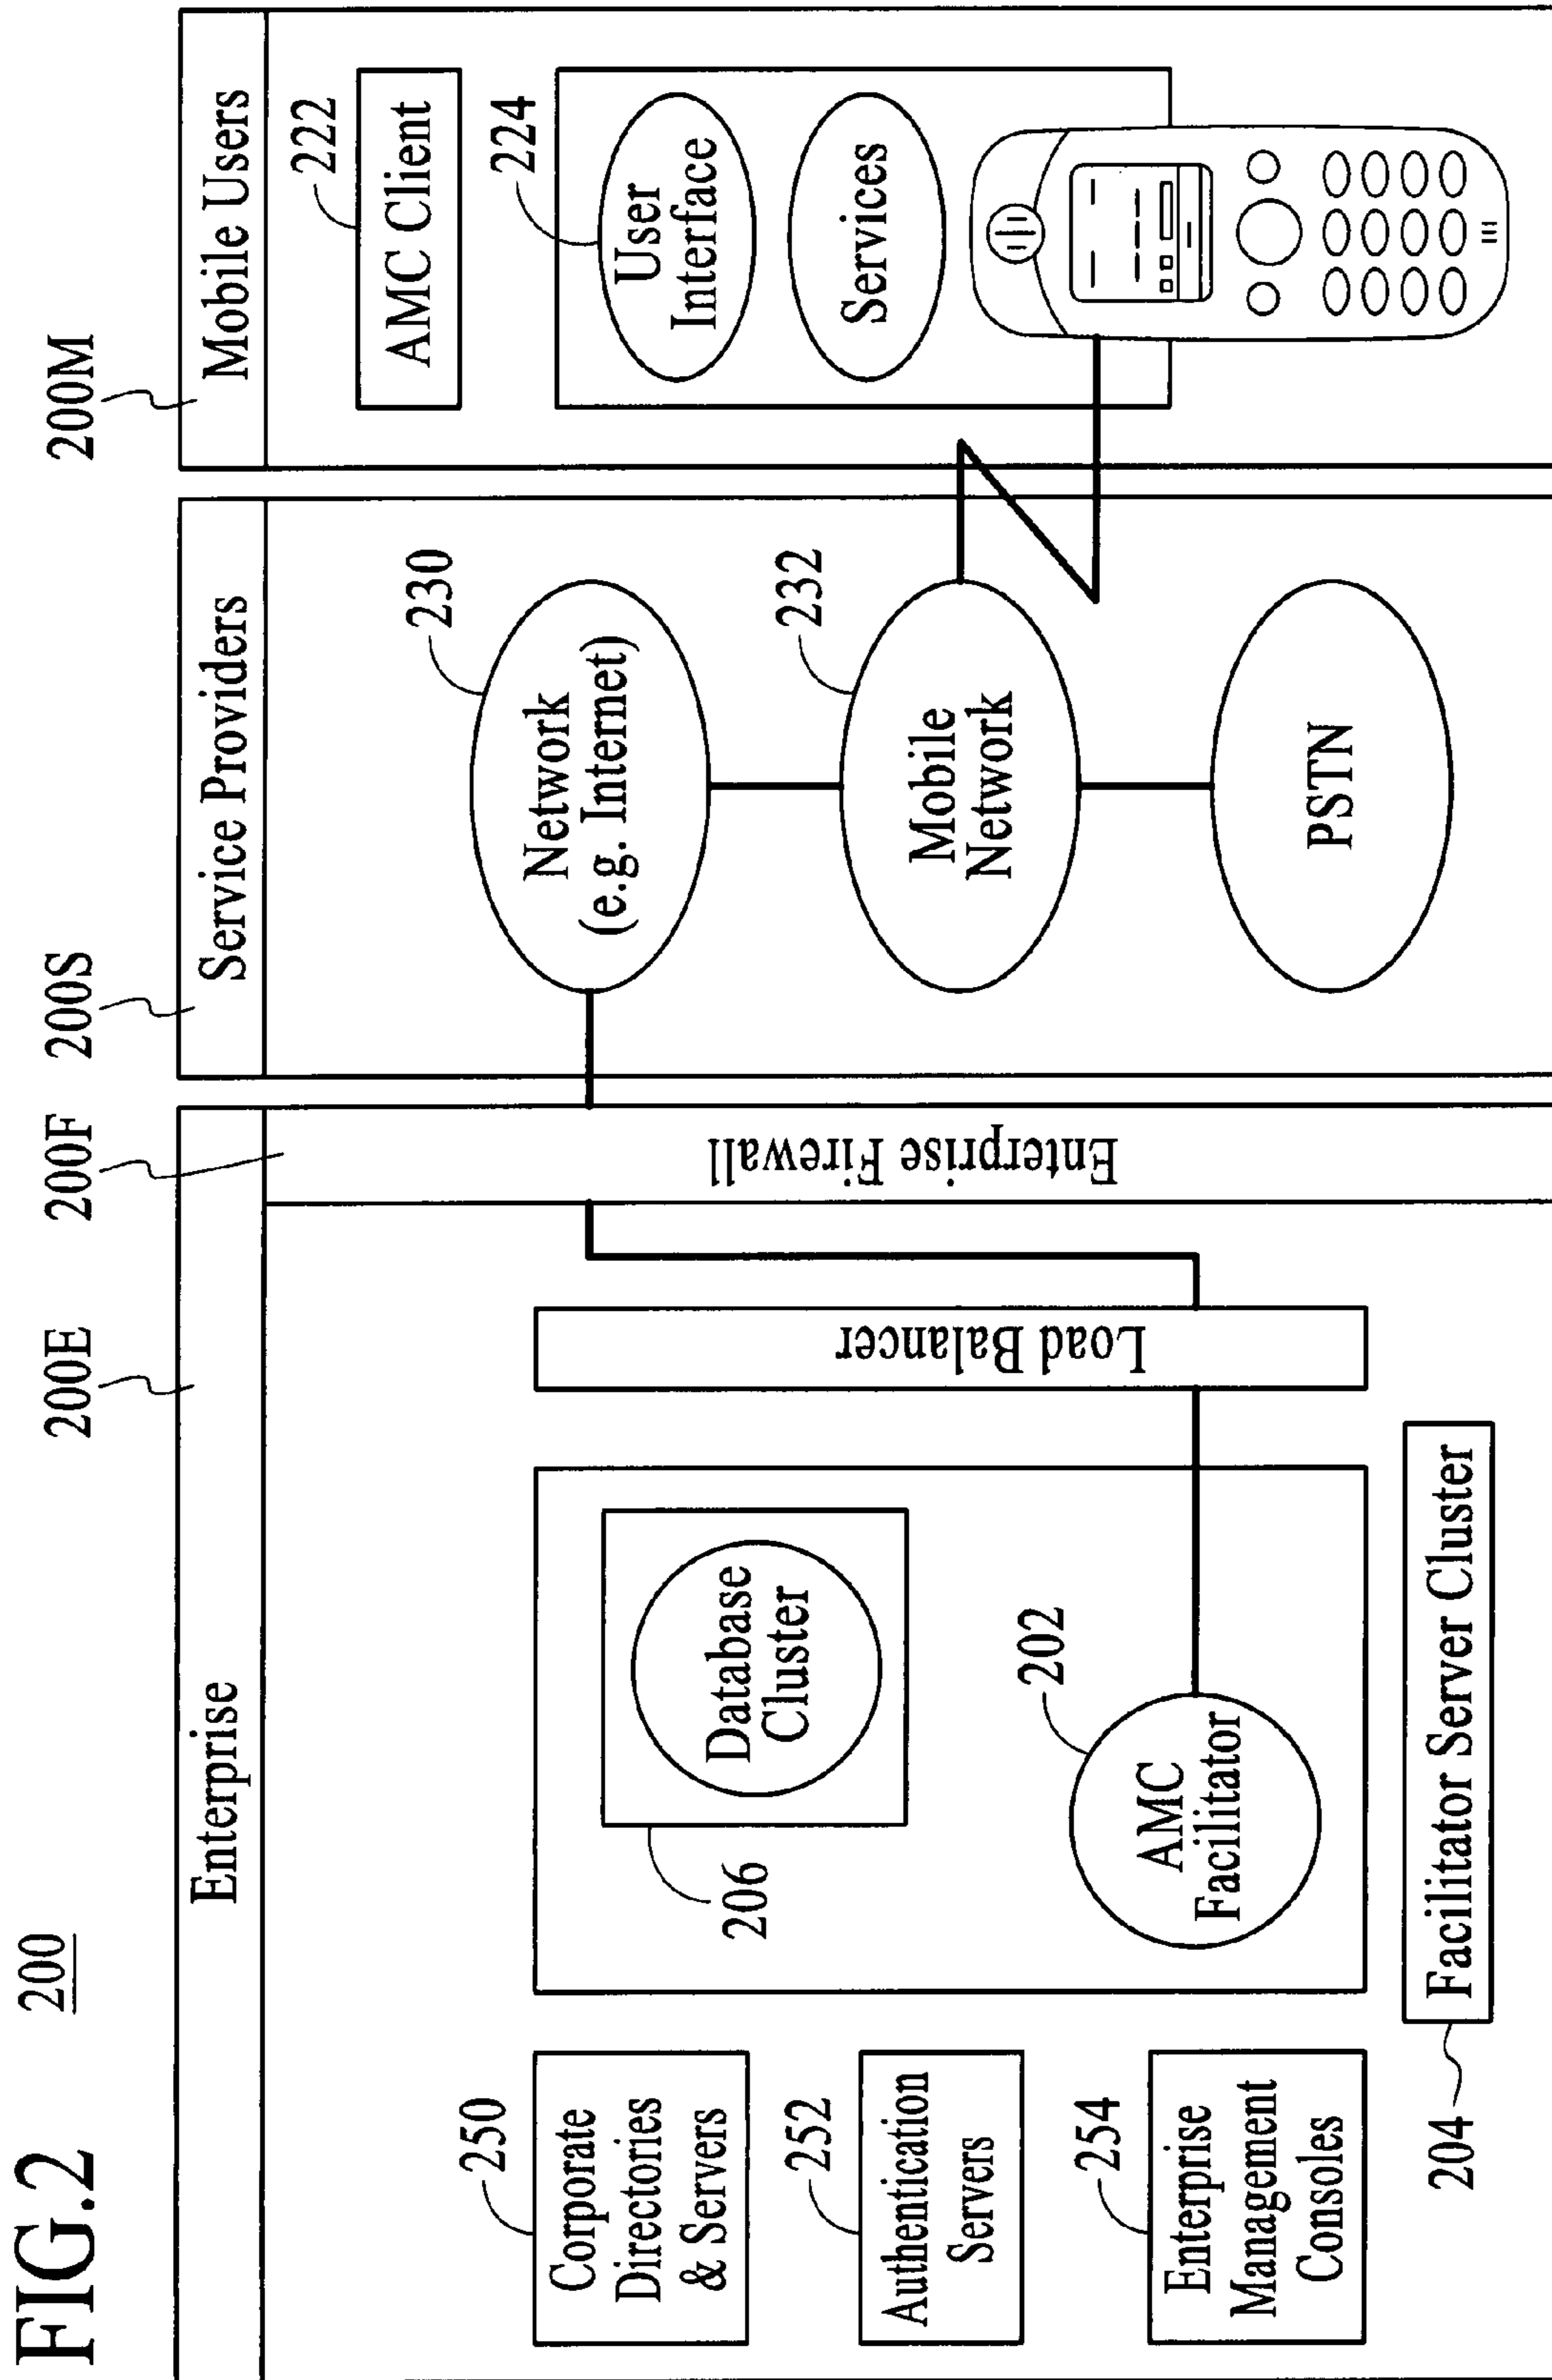 FIG.2
200
200E
200F
200S
200M
Enterprise
250
Corporate
Directories
& Servers
252
Authentication
Servers
254
Enterprise
Management
Consoles
206
Database
Cluster
202
AMC
Facilitator
204
Facilitator Server Cluster
Load Balancer
Enterprise Firewall
Service Providers
230
Network
(e.g. Internet)
232
Mobile
Network
PSTN
Mobile Users
222
AMC Client
224
User
Interface
Services